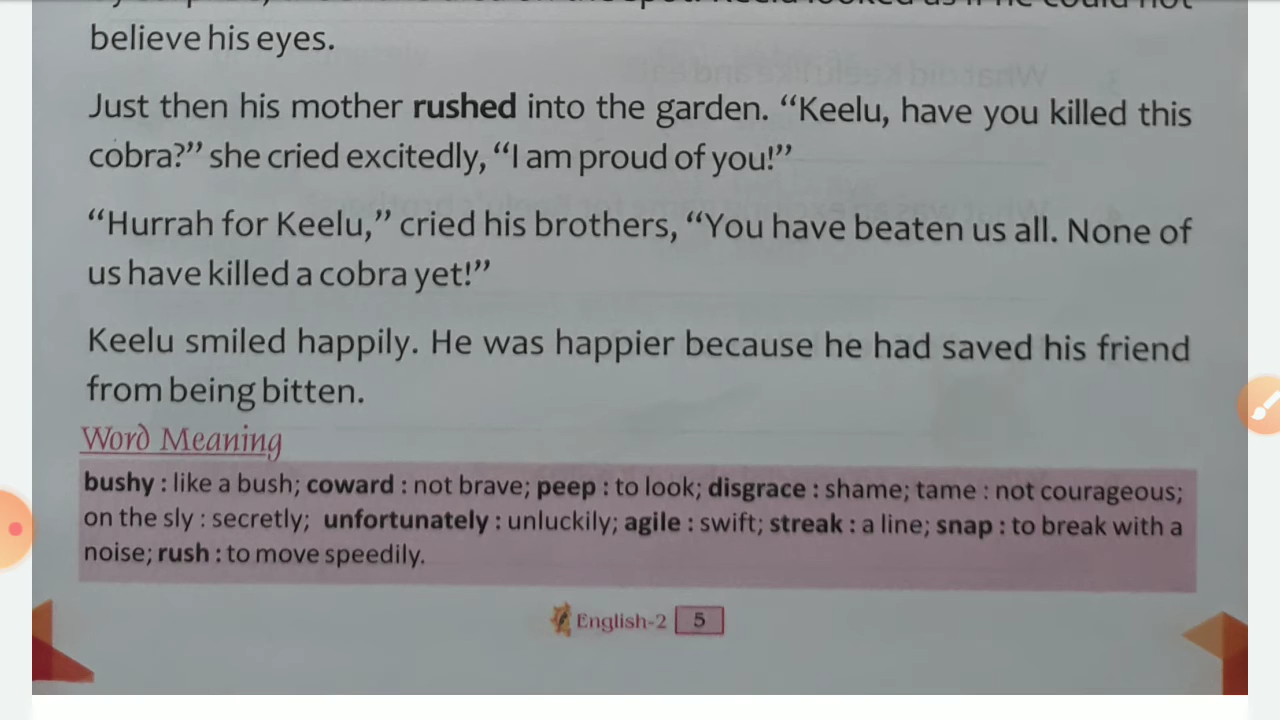 believe his eyes.
Just then his mother rushed into the garden. “Keelu, have you killed this
cobra?” she cried excitedly, “I am proud of you!”
“Hurrah for Keelu,” cried his brothers, “You have beaten us all. None of
us have killed a cobra yet!”
Keelu smiled happily. He was happier because he had saved his friend
from being bitten.
Word Meaning
bushy : like a bush; coward : not brave; peep : to look; disgrace : shame; tame : not courageous;
on the sly : secretly; unfortunately : unluckily; agile : swift; streak : a line; snap : to break with a
noise; rush : to move speedily.
English-2 5